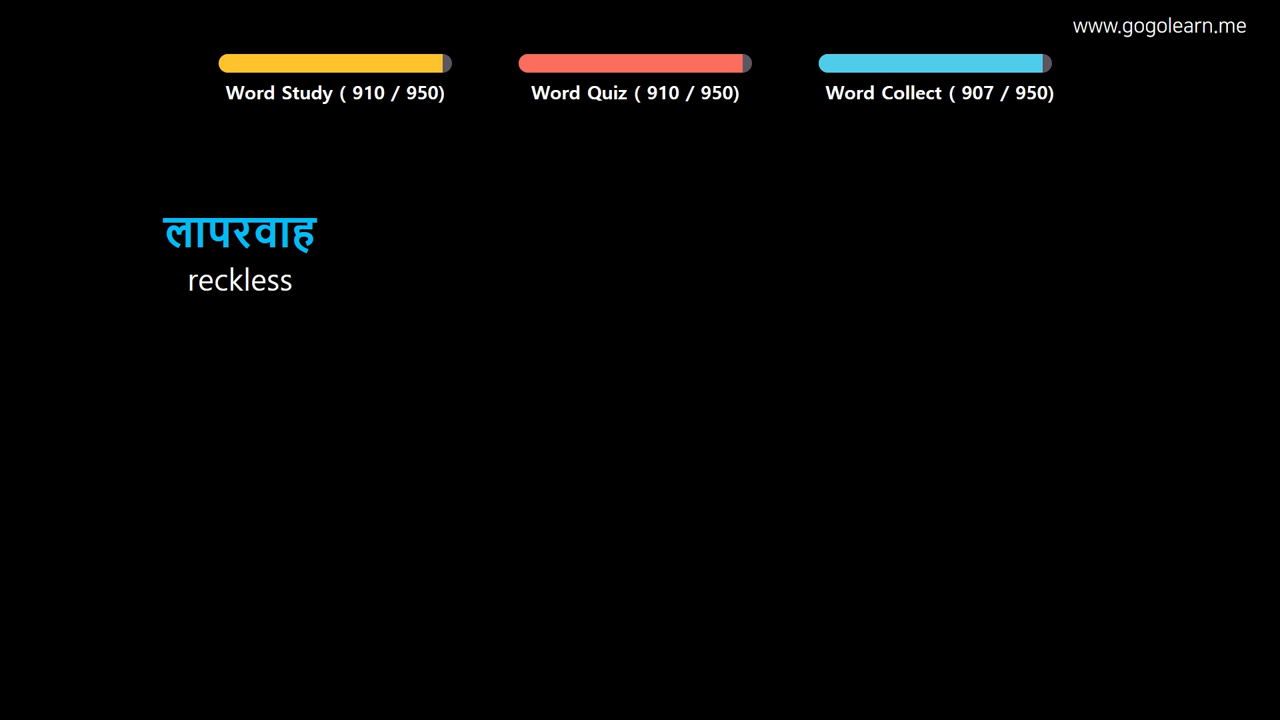 www.gogolearn.me
Word Study ( 910 / 950)
Word Quiz ( 910 / 950)
Word Collect ( 907 / 950)
लापरवाह
reckless